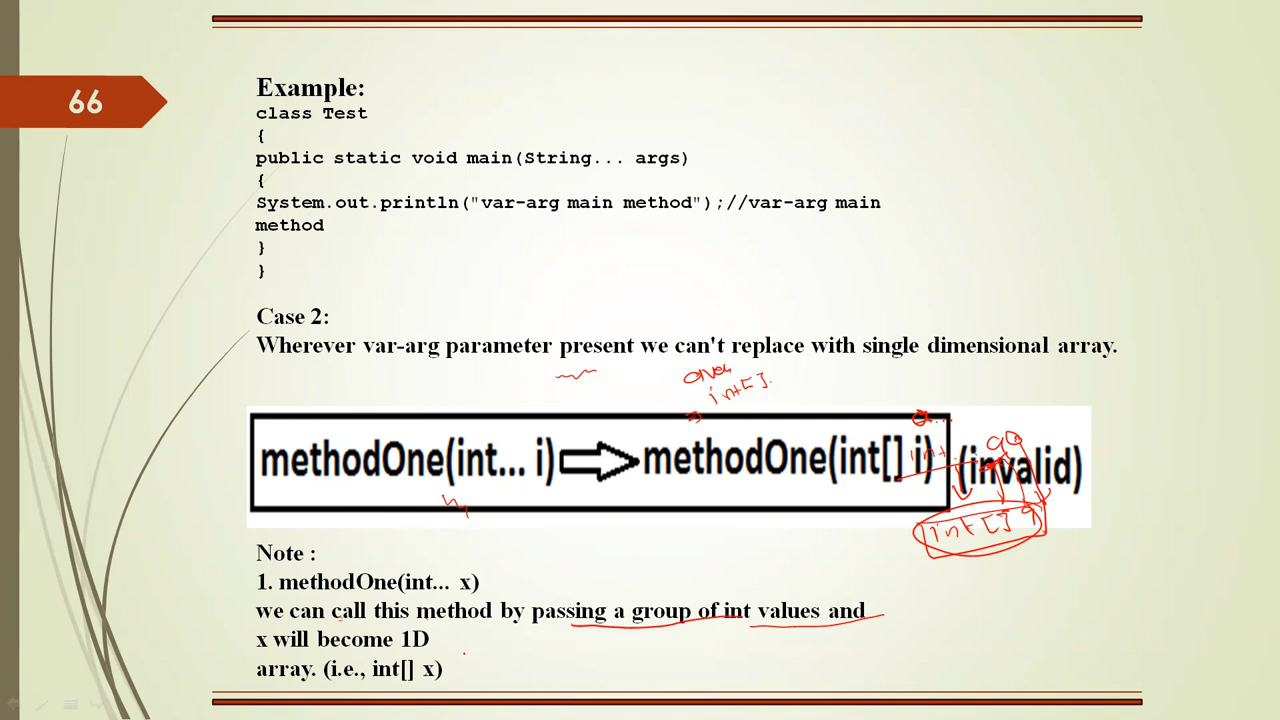 66
Example:
class Test
{
public static void main(String... args)
{
System.out.println("var-arg main method");//var-arg main
method
}
}
Case 2:
Wherever var-arg parameter present we can't replace with single dimensional array.
int[].
methodOne(int... i) methodOne(int[] i) (invalid)
int..
int []
Note :
1. methodOne(int... x)
we can call this method by passing a group of int values and
x will become 1D
array. (i.e., int[] x)